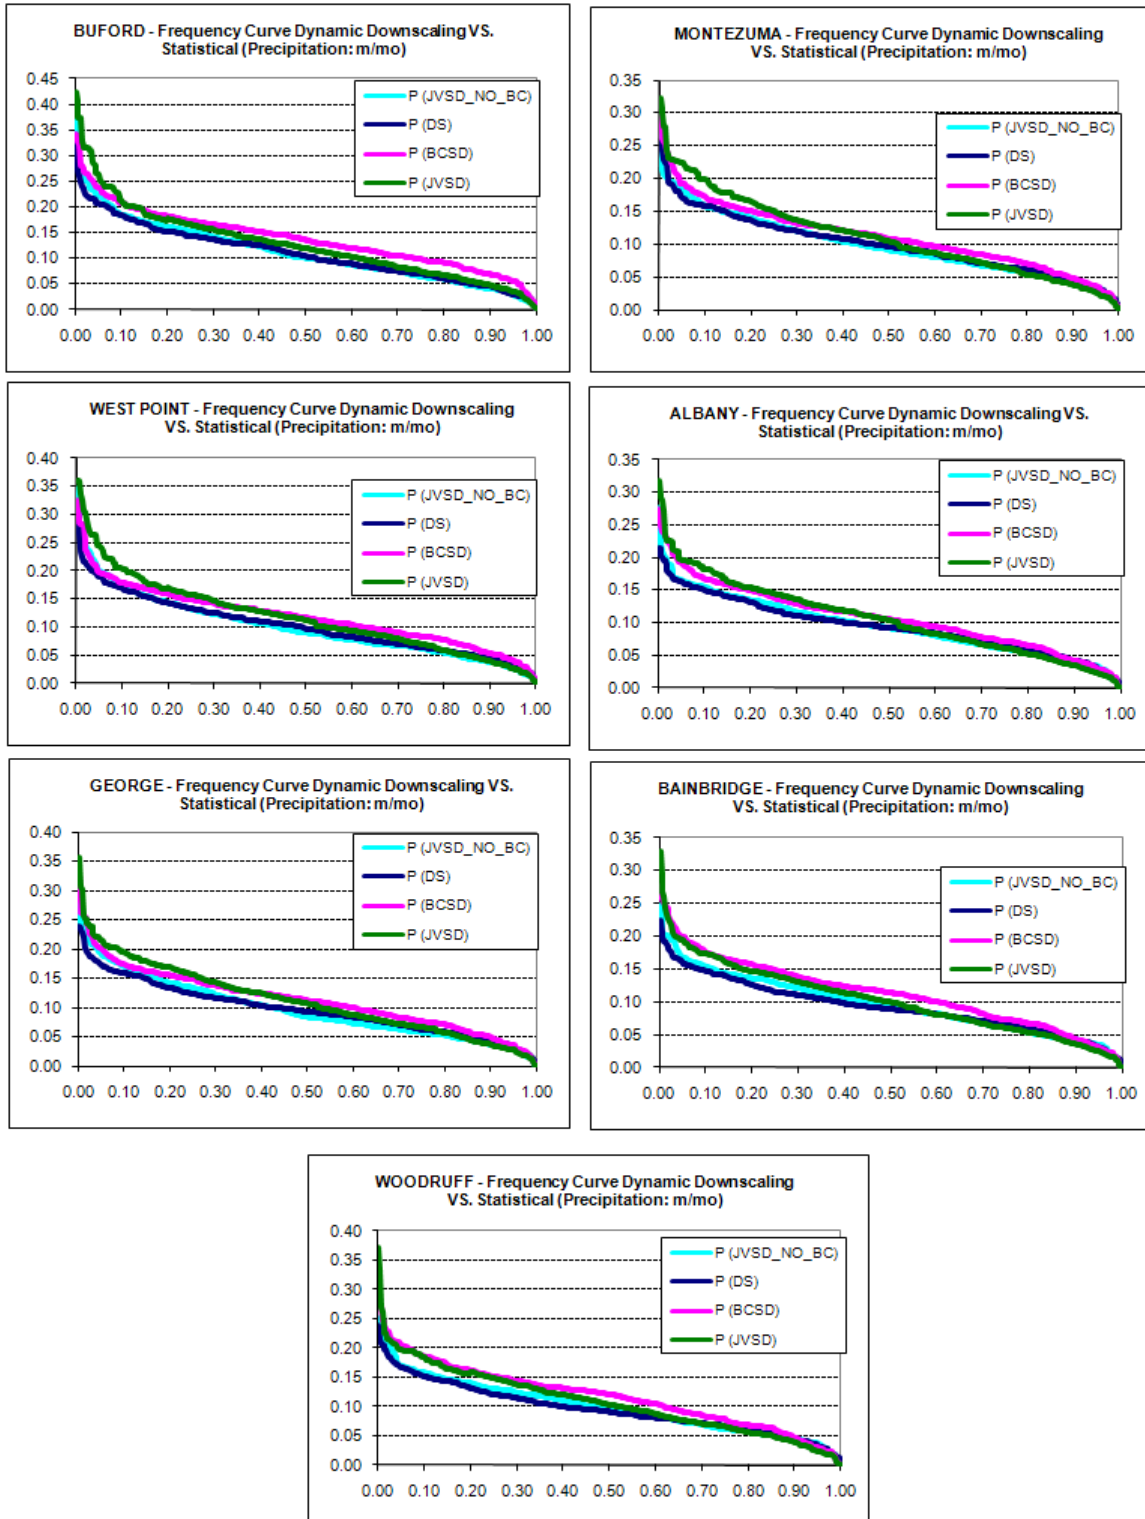 BUFORD - Frequency Curve Dynamic Downscaling VS.
Statistical (Precipitation: m/mo)
0.45
0.40
0.35
0.30
0.25
0.20
0.15
0.10
0.05
0.00
0.00 0.10 0.20 0.30 0.40 0.50 0.60 0.70 0.80 0.90 1.00
P (JVSD_NO_BC)
P (DS)
P (BCSD)
P (JVSD)
MONTEZUMA - Frequency Curve Dynamic Downscaling
VS. Statistical (Precipitation: m/mo)
0.35
0.30
0.25
0.20
0.15
0.10
0.05
0.00
0.00 0.10 0.20 0.30 0.40 0.50 0.60 0.70 0.80 0.90 1.00
P (JVSD_NO_BC)
P (DS)
P (BCSD)
P (JVSD)
WEST POINT - Frequency Curve Dynamic Downscaling
VS. Statistical (Precipitation: m/mo)
0.40
0.35
0.30
0.25
0.20
0.15
0.10
0.05
0.00
0.00 0.10 0.20 0.30 0.40 0.50 0.60 0.70 0.80 0.90 1.00
P (JVSD_NO_BC)
P (DS)
P (BCSD)
P (JVSD)
ALBANY - Frequency Curve Dynamic Downscaling VS.
Statistical (Precipitation: m/mo)
0.35
0.30
0.25
0.20
0.15
0.10
0.05
0.00
0.00 0.10 0.20 0.30 0.40 0.50 0.60 0.70 0.80 0.90 1.00
P (JVSD_NO_BC)
P (DS)
P (BCSD)
P (JVSD)
GEORGE - Frequency Curve Dynamic Downscaling VS.
Statistical (Precipitation: m/mo)
0.40
0.35
0.30
0.25
0.20
0.15
0.10
0.05
0.00
0.00 0.10 0.20 0.30 0.40 0.50 0.60 0.70 0.80 0.90 1.00
P (JVSD_NO_BC)
P (DS)
P (BCSD)
P (JVSD)
BAINBRIDGE - Frequency Curve Dynamic Downscaling
VS. Statistical (Precipitation: m/mo)
0.35
0.30
0.25
0.20
0.15
0.10
0.05
0.00
0.00 0.10 0.20 0.30 0.40 0.50 0.60 0.70 0.80 0.90 1.00
P (JVSD_NO_BC)
P (DS)
P (BCSD)
P (JVSD)
WOODRUFF - Frequency Curve Dynamic Downscaling
VS. Statistical (Precipitation: m/mo)
0.40
0.35
0.30
0.25
0.20
0.15
0.10
0.05
0.00
0.00 0.10 0.20 0.30 0.40 0.50 0.60 0.70 0.80 0.90 1.00
P (JVSD_NO_BC)
P (DS)
P (BCSD)
P (JVSD)